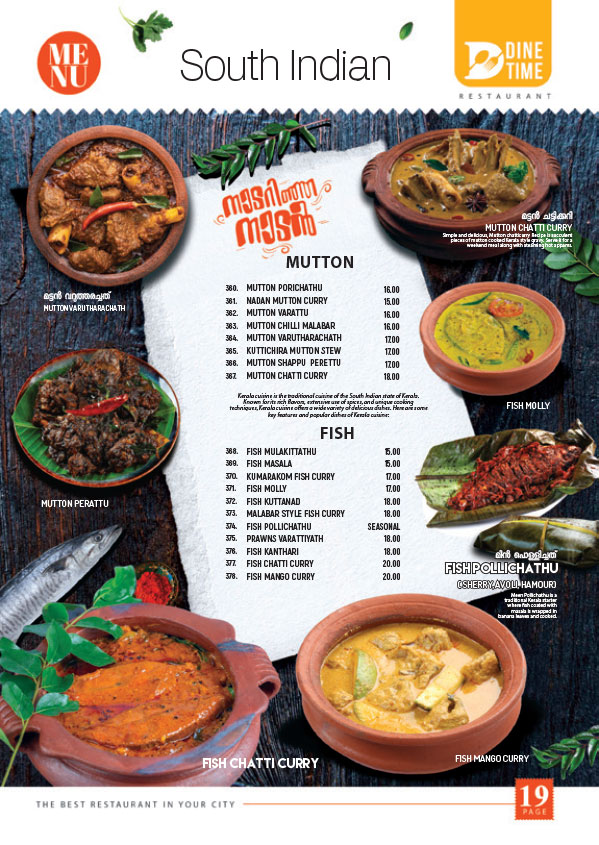 ME
NU
South Indian
DINE
TIME
RESTAURANT
നാടറിഞ്ഞ
നാടൻ
മട്ടൻ ചട്ടിക്കറി
MUTTON CHATTI CURRY
Simple and delicious, Mutton chatticurry Recipe is succulent
pieces of mutton cooked Kerala style gravy. Serve it for a
weekend meal along with steaming hot appams.
മട്ടൻ വറുത്തരച്ചത്
MUTTON VARUTHARACHATH
MUTTON
360. MUTTON PORICHATHU 16.00
361. NADAN MUTTON CURRY 15.00
362. MUTTON VARATTU 16.00
363. MUTTON CHILLI MALABAR 16.00
364. MUTTON VARUTHARACHATH 17.00
365. KUTTICHIRA MUTTON STEW 17.00
366. MUTTON SHAPPU PERETTU 17.00
367. MUTTON CHATTI CURRY 18.00
Kerala cuisine is the traditional cuisine of the South Indian state of Kerala.
Known for its rich flavors, extensive use of spices, and unique cooking
techniques, Kerala cuisine offers a wide variety of delicious dishes. Here are some
key features and popular dishes of Kerala cuisine:
FISH MOLLY
FISH
368. FISH MULAKITTATHU 15.00
369. FISH MASALA 15.00
370. KUMARAKOM FISH CURRY 17.00
371. FISH MOLLY 17.00
372. FISH KUTTANAD 18.00
373. MALABAR STYLE FISH CURRY 18.00
374. FISH POLLICHATHU SEASONAL
375. PRAWNS VARATTIYATH 18.00
376. FISH KANTHARI 18.00
377. FISH CHATTI CURRY 20.00
378. FISH MANGO CURRY 20.00
MUTTON PERATTU
മീൻ പൊള്ളിച്ചത്
FISH POLLICHATHU
(SHERRY,AVOLI, HAMOUR)
Meen Pollichathu is a
traditional Kerala starter
where fish coated with
masala is wrapped in
banana leaves and cooked.
FISH CHATTI CURRY
FISH MANGO CURRY
THE BEST RESTAURANT IN YOUR CITY
19
PAGE